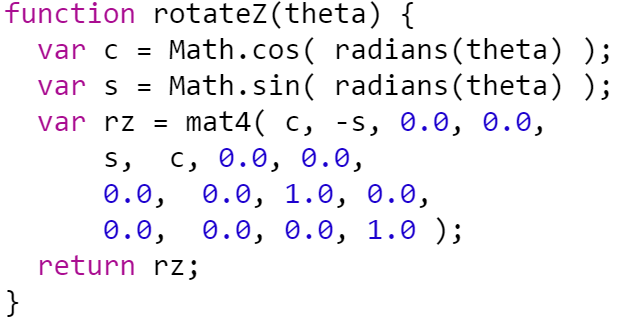 function rotateZ(theta) {
  var c = Math.cos( radians(theta) );
  var s = Math.sin( radians(theta) );
  var rz = mat4( c, -s, 0.0, 0.0,
      s,  c, 0.0, 0.0,
      0.0,  0.0, 1.0, 0.0,
      0.0,  0.0, 0.0, 1.0 );
  return rz;
}